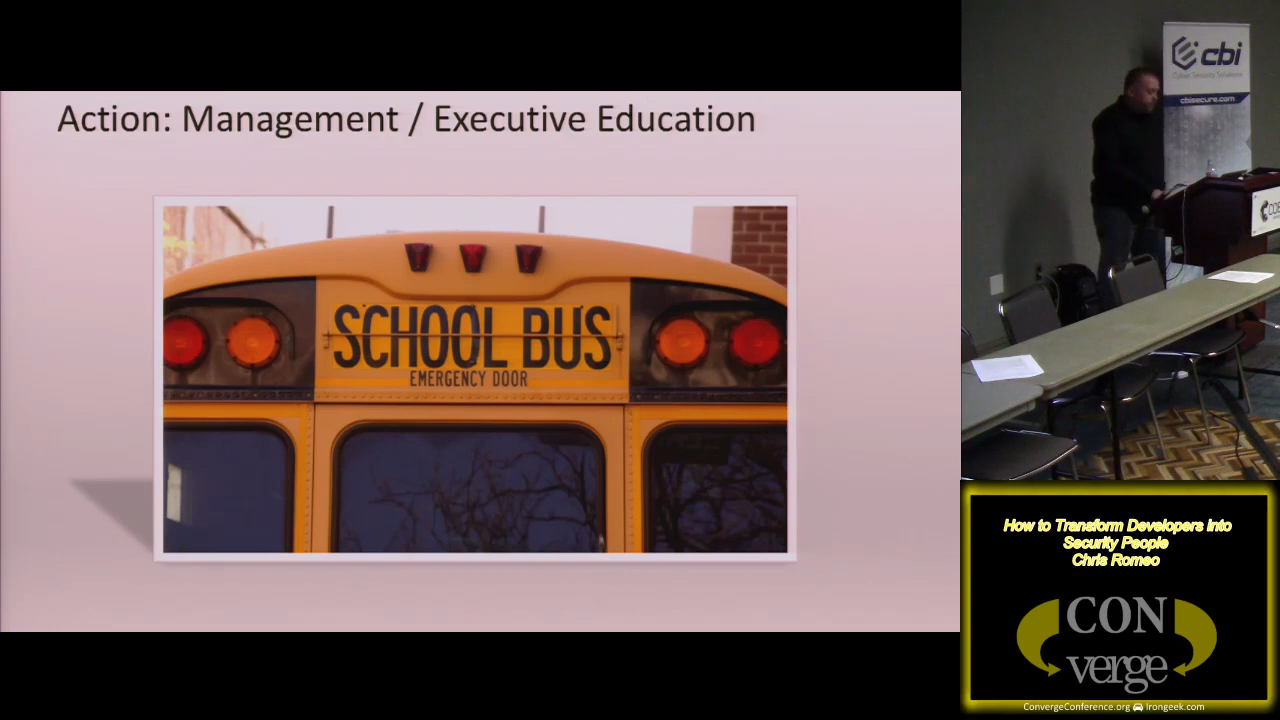 Action: Management / Executive Education
SCHOOL BUS
EMERGENCY DOOR
cbi
Cyber Security Solutions
cbisecure.com
How to Transform Developers into
Security People
Chris Romeo
CON
verge
ConvergeConference.org Irongeek.com